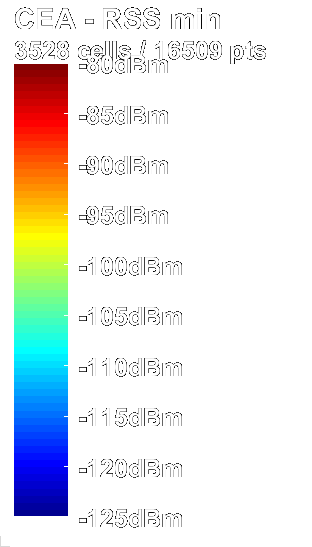 CEA - RSS min
3528 cells / 16509 pts
-80dBm
-85dBm
-90dBm
-95dBm
-100dBm
-105dBm
-110dBm
-115dBm
-120dBm
-125dBm